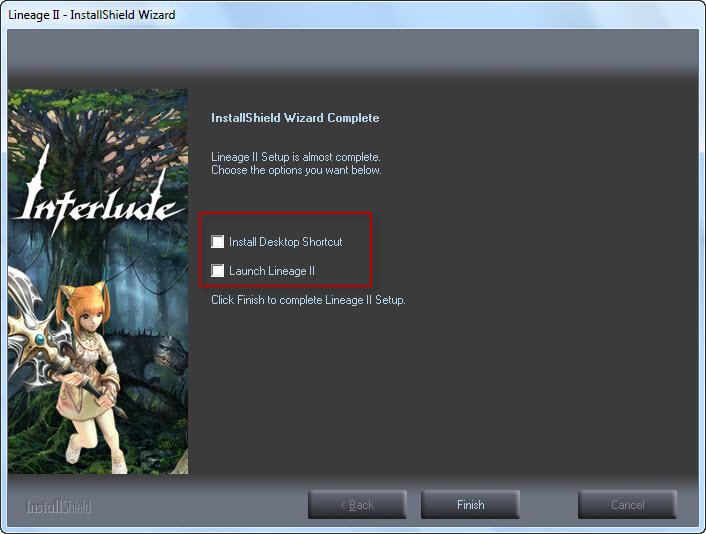 Lineage II - InstallShield Wizard
Interlude
InstallShield Wizard Complete
Lineage II Setup is almost complete.
Choose the options you want below.
Install Desktop Shortcut
Launch Lineage II
Click Finish to complete Lineage II Setup.
InstallShield
< Back
Finish
Cancel